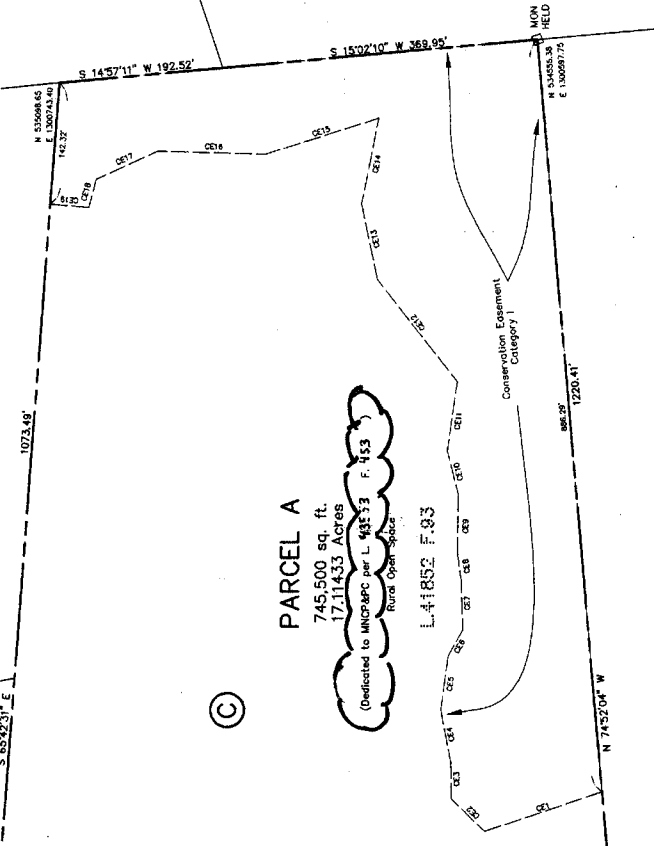 MON
HELD
N 534555.38
E 1300597.75
S 15°02'10" W 369.95'
S 14°57'11" W 192.52'
N 535098.65
E 1300743.40
142.32'
CE19
CE18
CE17
CE16
CE15
CE14
CE13
CE12
CE11
CE10
CE9
CE8
CE7
CE6
CE5
CE4
CE3
CE2
CE1
Conservation Easement
Category I
886.29'
1220.41'
N 74°52'04" W
1073.49'
S 65°42'31" E
PARCEL A
745,500 sq. ft.
17.11433 Acres
(Dedicated to MNCP&PC per L. F. 453 )
Rural Open Space
L.41852 F.93
C